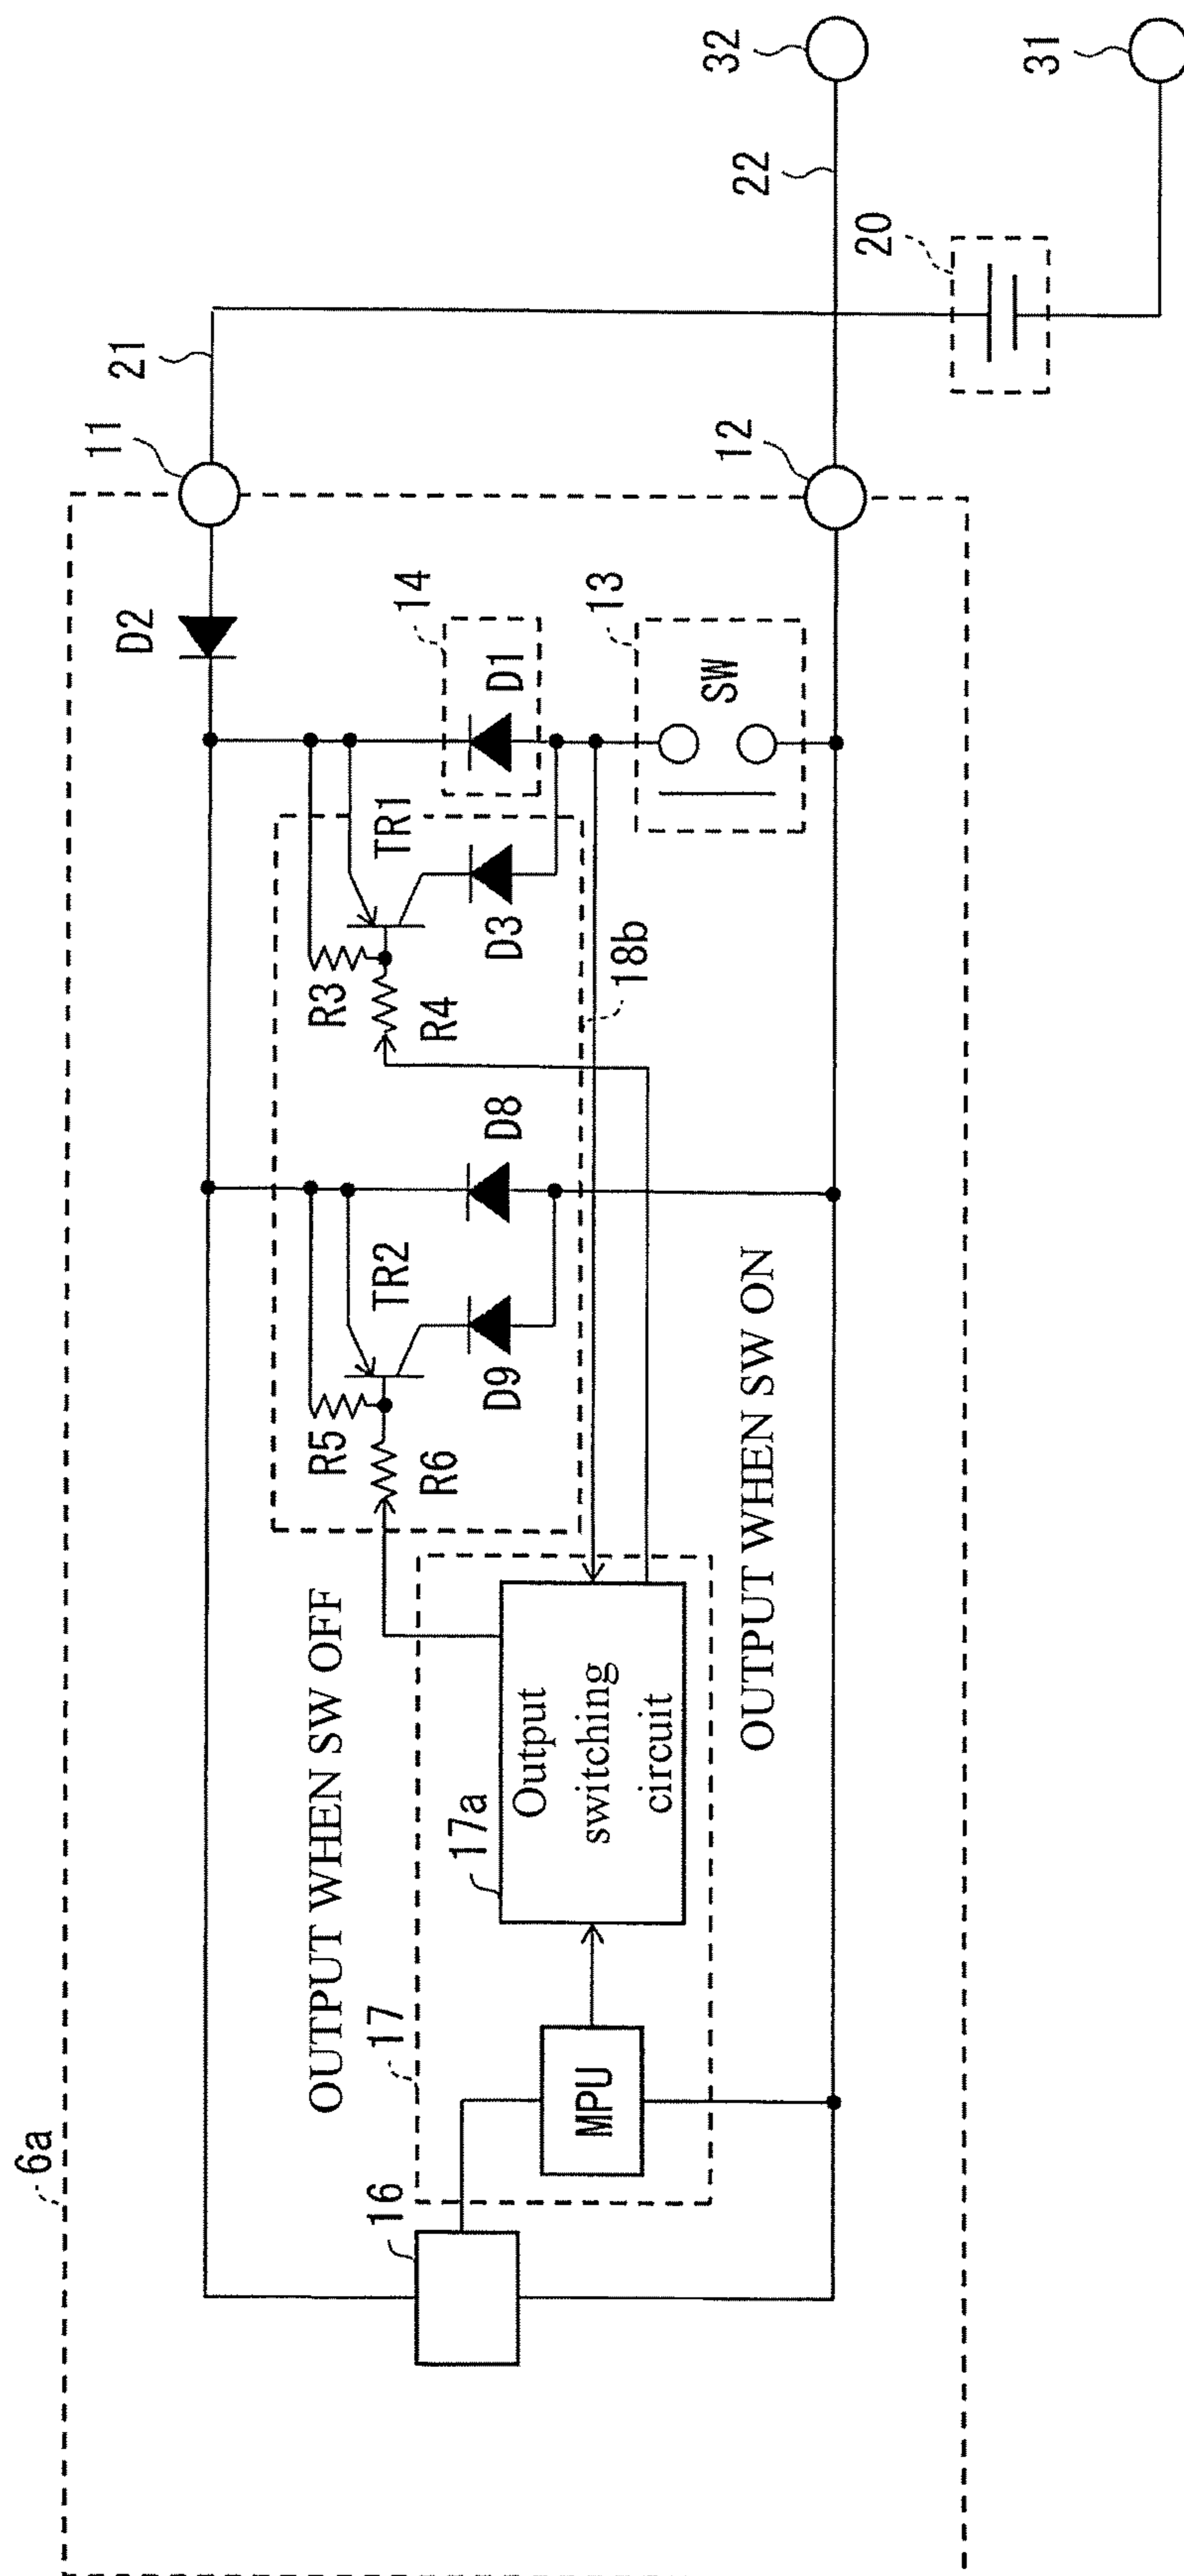 6a
16
17
MPU
17a
Output
switching
circuit
OUTPUT WHEN SW OFF
OUTPUT WHEN SW ON
R5
R6
TR2
D9
D8
R3
R4
TR1
D3
18b
14
D1
13
SW
D2
11
12
21
20
22
32
31